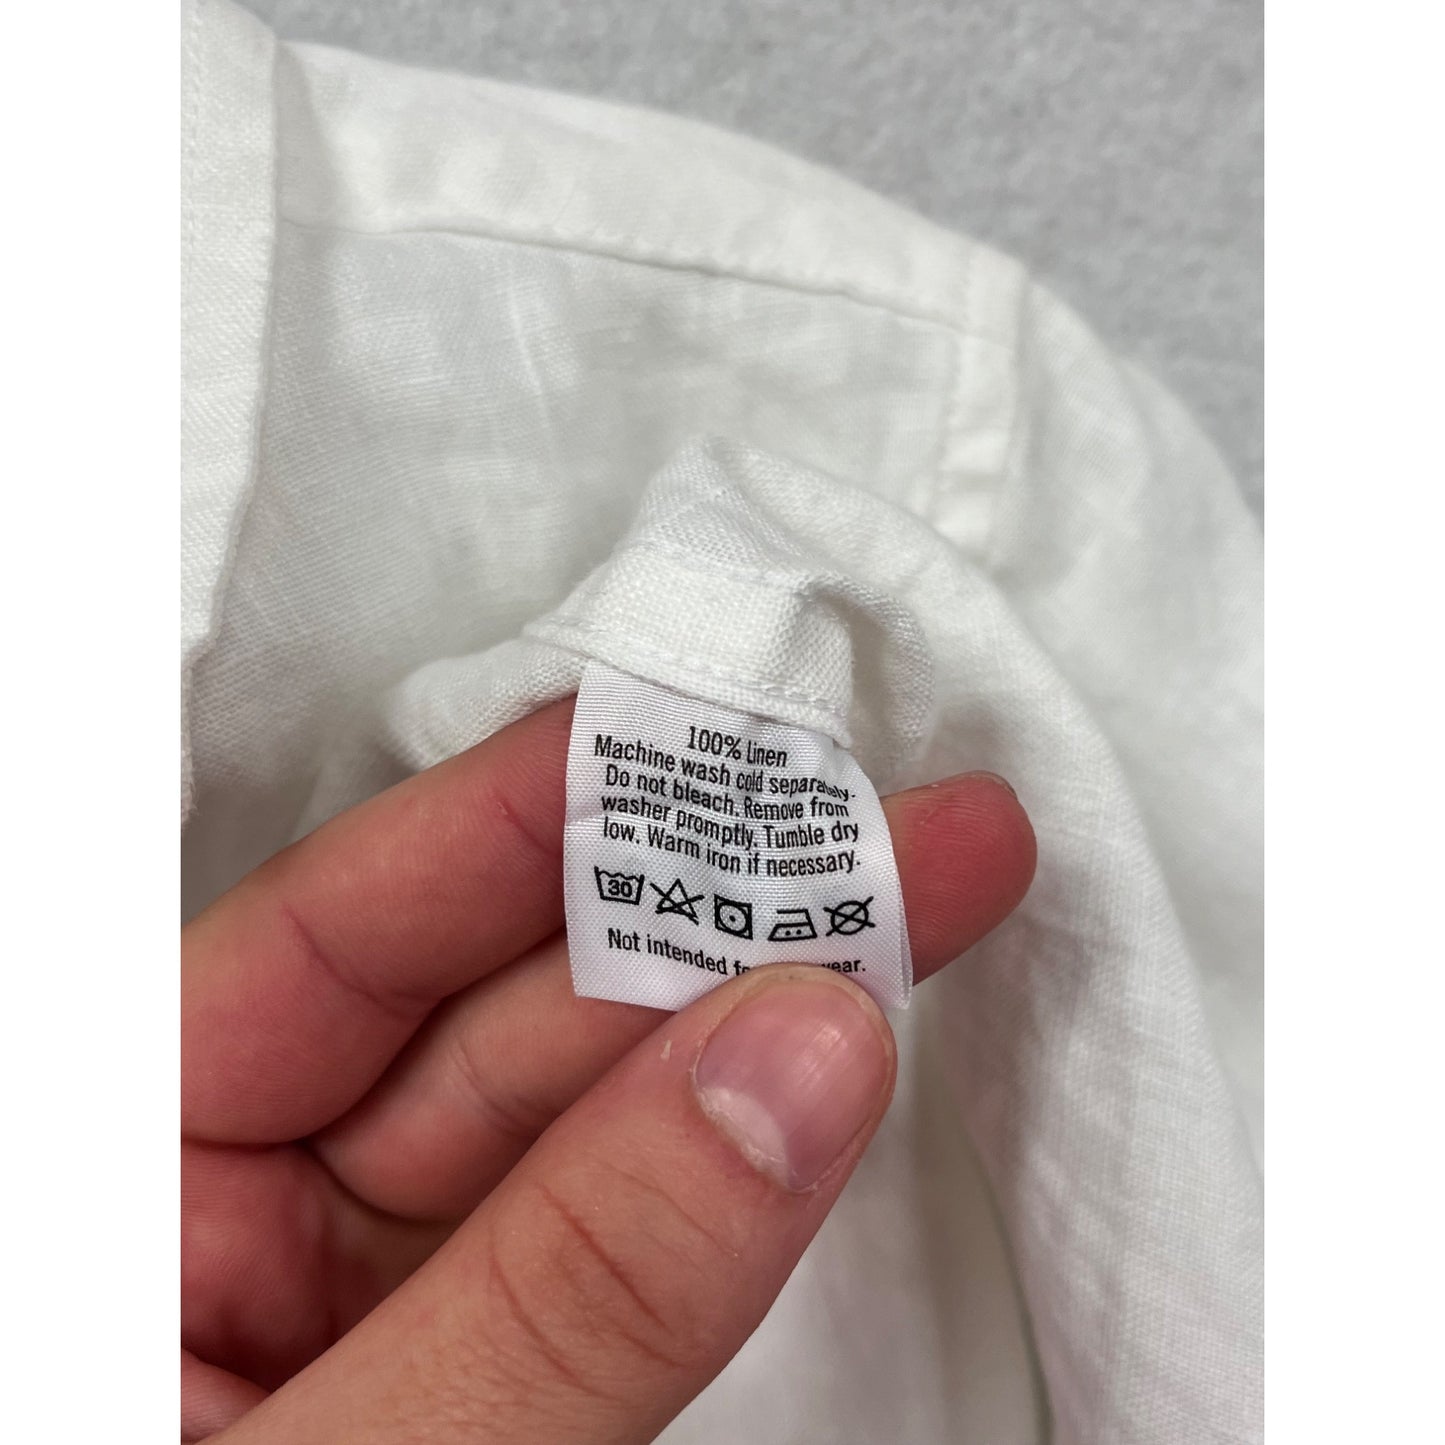 100% Linen
Machine wash cold separately.
Do not bleach. Remove from
washer promptly. Tumble dry
low. Warm iron if necessary.
30
Not intended wear.